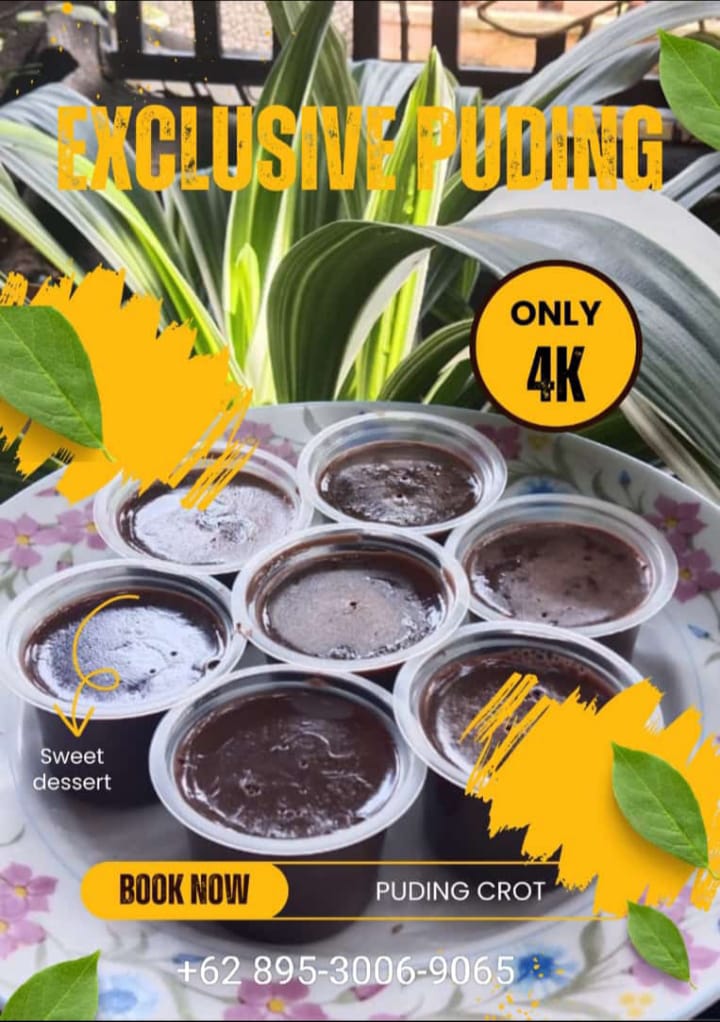 EXCLUSIVE PUDING
ONLY
4K
Sweet
dessert
BOOK NOW
PUDING CROT
+62 895-3006-9065